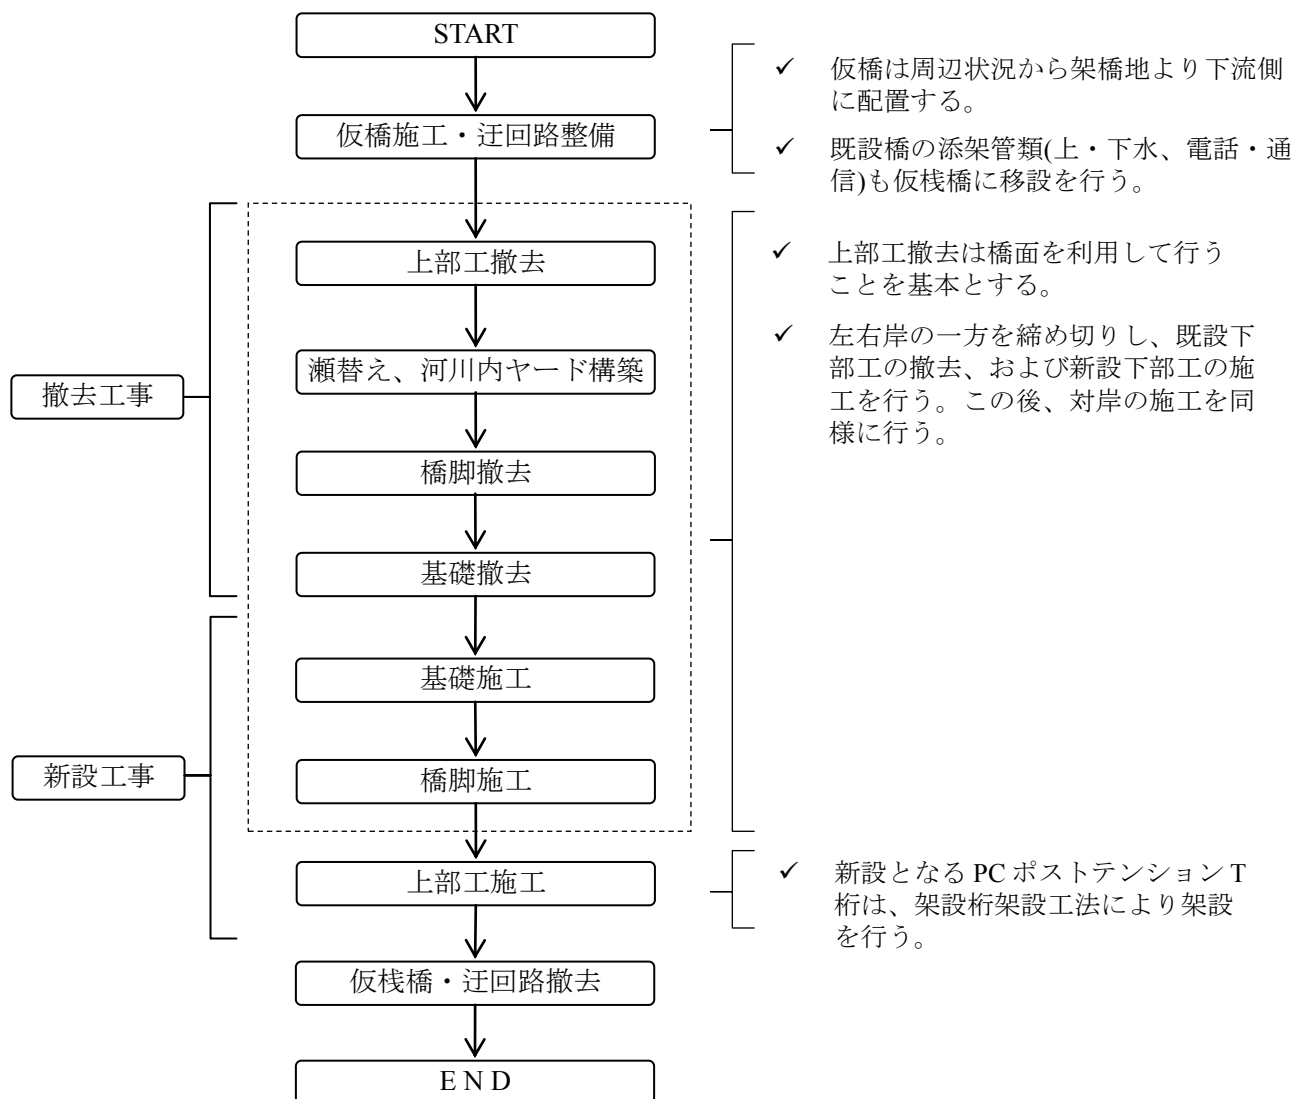 START
仮橋施工・迂回路整備
✓ 仮橋は周辺状況から架橋地より下流側
に配置する。
✓ 既設橋の添架管類(上・下水、電話・通
信)も仮桟橋に移設を行う。
撤去工事
上部工撤去
瀬替え、河川内ヤード構築
橋脚撤去
基礎撤去
✓ 上部工撤去は橋面を利用して行う
ことを基本とする。
✓ 左右岸の一方を締め切りし、既設下
部工の撤去、および新設下部工の施
工を行う。この後、対岸の施工を同
様に行う。
新設工事
基礎施工
橋脚施工
上部工施工
✓ 新設となる PC ポストテンション T
桁は、架設桁架設工法により架設
を行う。
仮桟橋・迂回路撤去
E N D